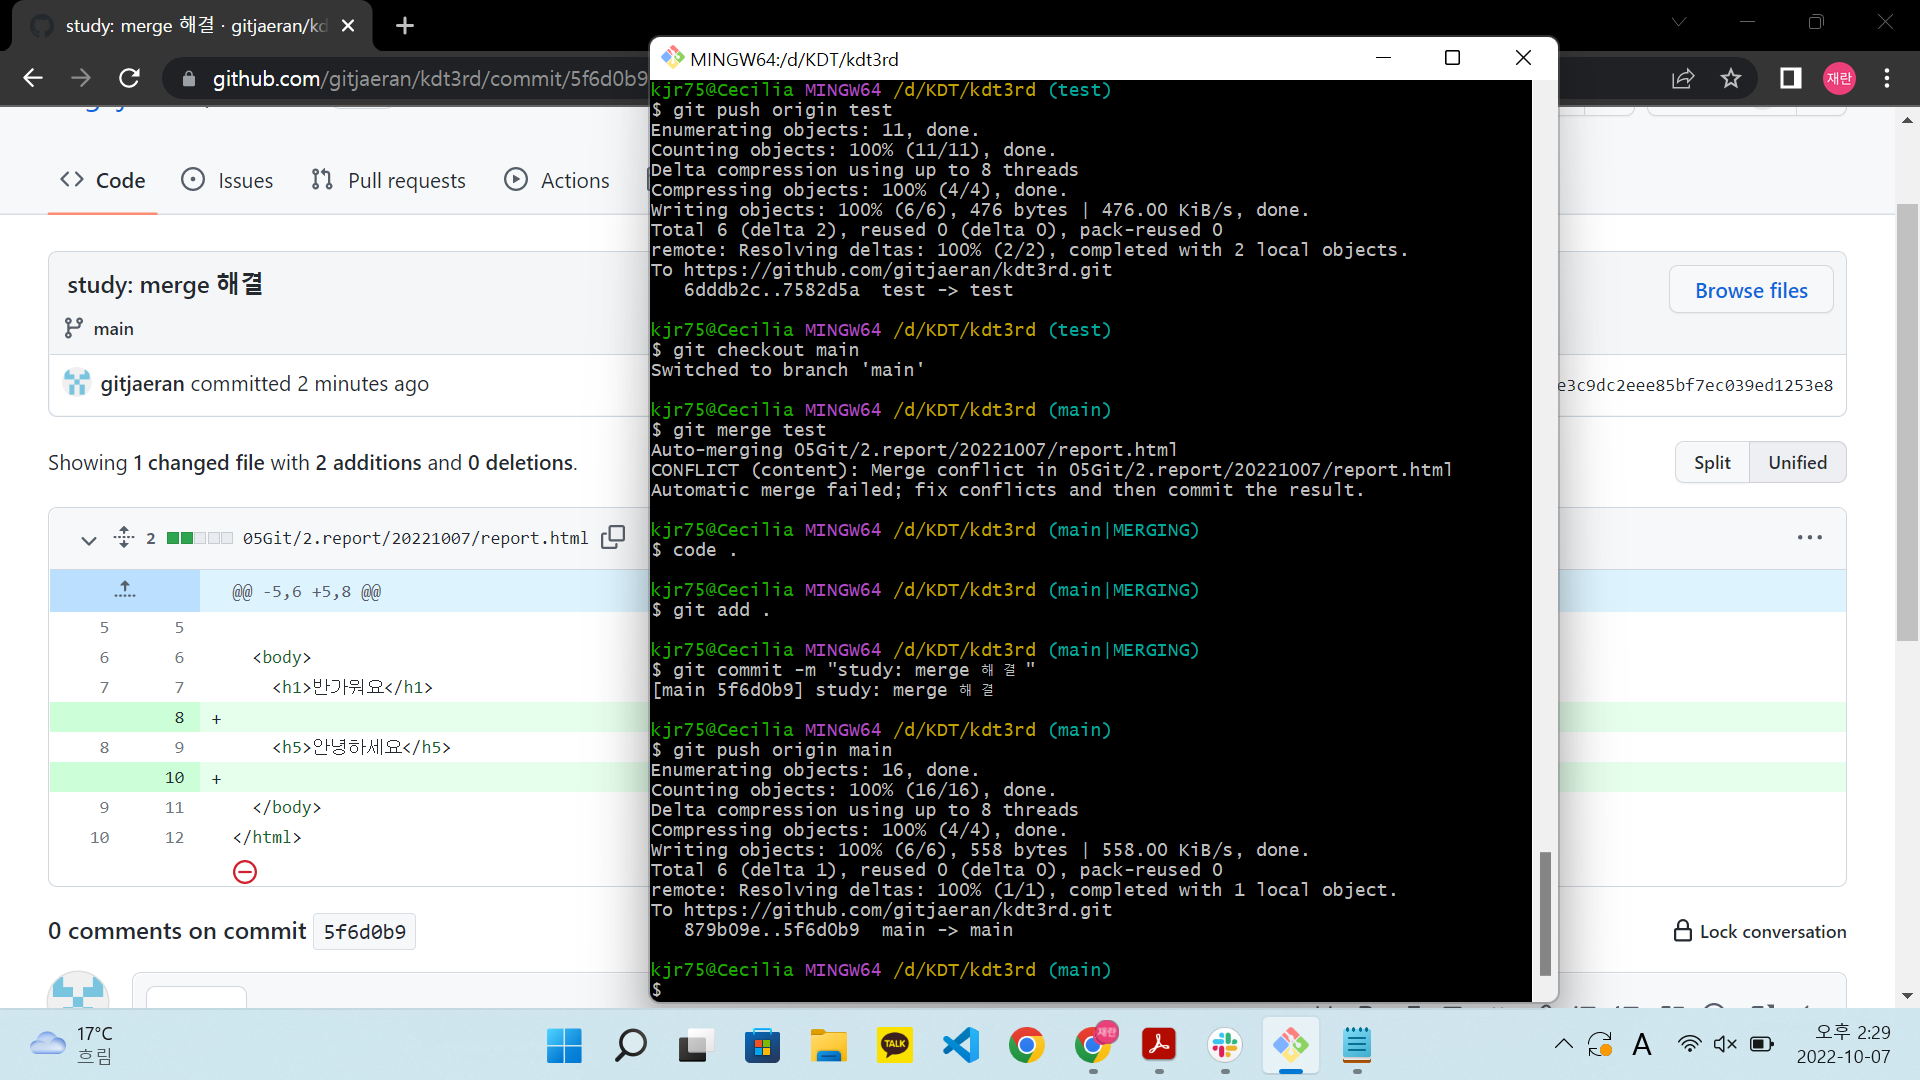 study: merge 해결 · gitjaeran/kd
github.com/gitjaeran/kdt3rd/commit/5f6d0b9
재란
Code
Issues
Pull requests
Actions
study: merge 해결
main
Browse files
gitjaeran committed 2 minutes ago
e3c9dc2eee85bf7ec039ed1253e8
Showing 1 changed file with 2 additions and 0 deletions.
Split
Unified
2
05Git/2.report/20221007/report.html
@@ -5,6 +5,8 @@
5 5
6 6 <body>
7 7 <h1>반가워요</h1>
8 +
8 9 <h5>안녕하세요</h5>
10 +
9 11 </body>
10 12 </html>
0 comments on commit 5f6d0b9
Lock conversation
MINGW64:/d/KDT/kdt3rd
kjr75@Cecilia MINGW64 /d/KDT/kdt3rd (test)
$ git push origin test
Enumerating objects: 11, done.
Counting objects: 100% (11/11), done.
Delta compression using up to 8 threads
Compressing objects: 100% (4/4), done.
Writing objects: 100% (6/6), 476 bytes | 476.00 KiB/s, done.
Total 6 (delta 2), reused 0 (delta 0), pack-reused 0
remote: Resolving deltas: 100% (2/2), completed with 2 local objects.
To https://github.com/gitjaeran/kdt3rd.git
6dddb2c..7582d5a  test -> test
kjr75@Cecilia MINGW64 /d/KDT/kdt3rd (test)
$ git checkout main
Switched to branch 'main'
kjr75@Cecilia MINGW64 /d/KDT/kdt3rd (main)
$ git merge test
Auto-merging 05Git/2.report/20221007/report.html
CONFLICT (content): Merge conflict in 05Git/2.report/20221007/report.html
Automatic merge failed; fix conflicts and then commit the result.
kjr75@Cecilia MINGW64 /d/KDT/kdt3rd (main|MERGING)
$ code .
kjr75@Cecilia MINGW64 /d/KDT/kdt3rd (main|MERGING)
$ git add .
kjr75@Cecilia MINGW64 /d/KDT/kdt3rd (main|MERGING)
$ git commit -m "study: merge 해결"
[main 5f6d0b9] study: merge 해결
kjr75@Cecilia MINGW64 /d/KDT/kdt3rd (main)
$ git push origin main
Enumerating objects: 16, done.
Counting objects: 100% (16/16), done.
Delta compression using up to 8 threads
Compressing objects: 100% (4/4), done.
Writing objects: 100% (6/6), 558 bytes | 558.00 KiB/s, done.
Total 6 (delta 1), reused 0 (delta 0), pack-reused 0
remote: Resolving deltas: 100% (1/1), completed with 1 local object.
To https://github.com/gitjaeran/kdt3rd.git
879b09e..5f6d0b9  main -> main
kjr75@Cecilia MINGW64 /d/KDT/kdt3rd (main)
$
17°C
흐림
TALK
재란
A
오후 2:29
2022-10-07